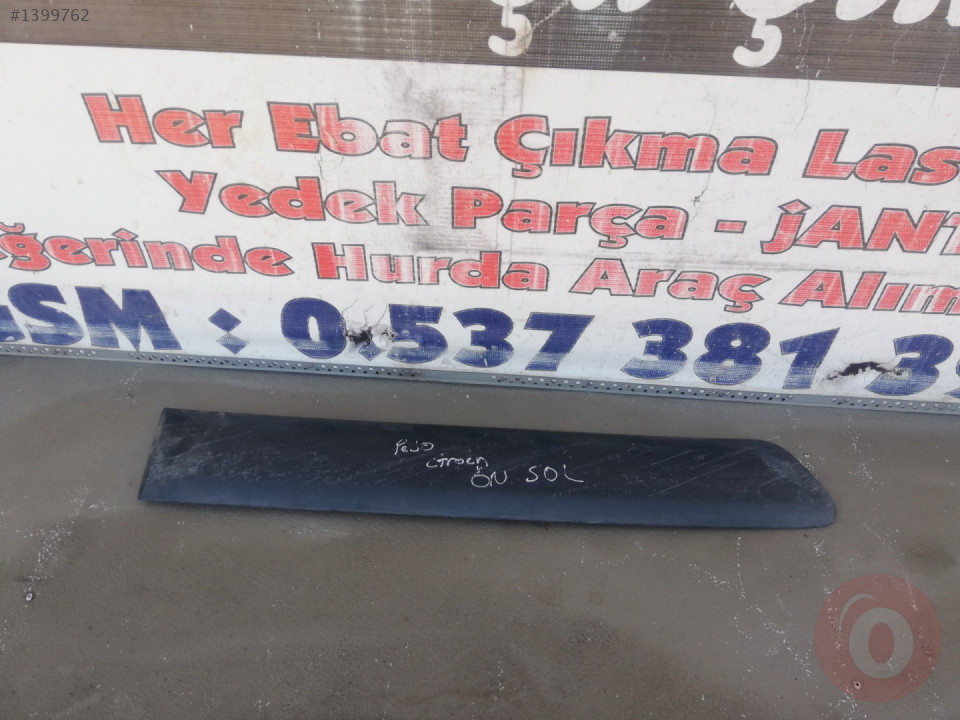 #1399762
Her Ebat Çıkma Las
Yedek Parça - jANT
ğerinde Hurda Araç Alım
SM : 0.537 381 39
Pejo
citroen
ÖN SOL
O